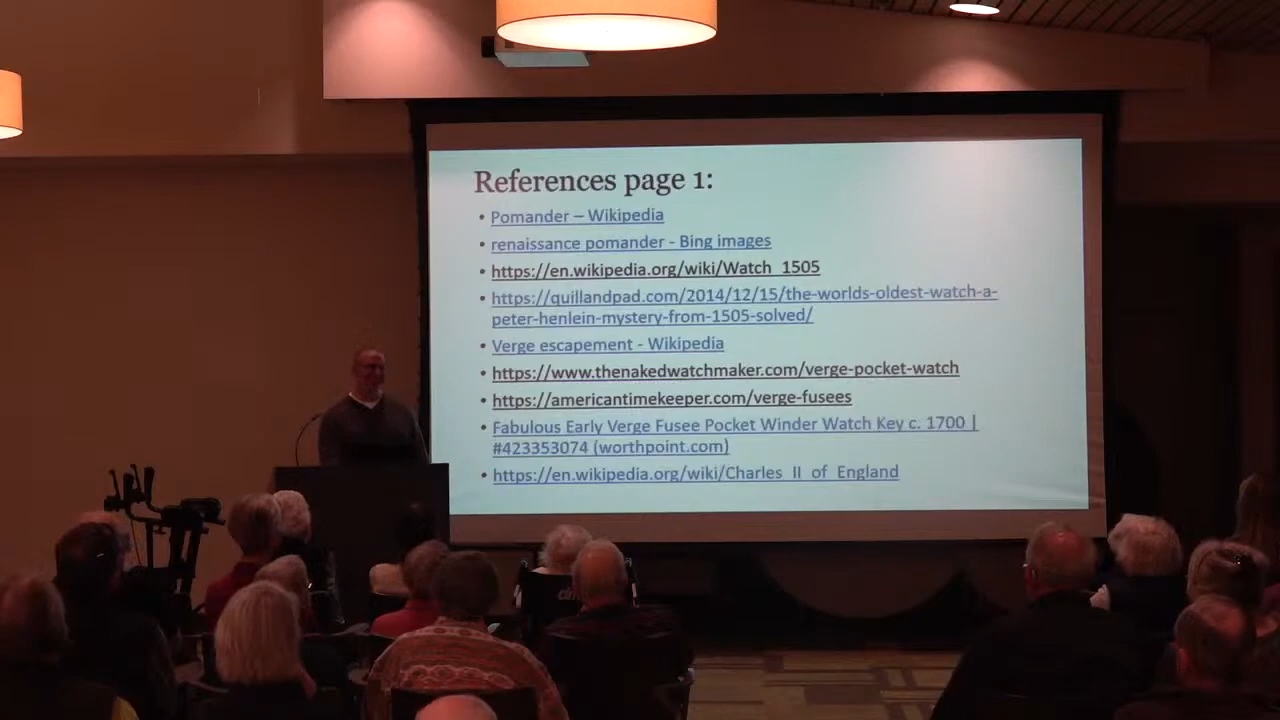 References page 1:
• Pomander – Wikipedia
• renaissance pomander - Bing images
• https://en.wikipedia.org/wiki/Watch_1505
• https://quillandpad.com/2014/12/15/the-worlds-oldest-watch-a-
peter-henlein-mystery-from-1505-solved/
• Verge escapement - Wikipedia
• https://www.thenakedwatchmaker.com/verge-pocket-watch
• https://americantimekeeper.com/verge-fusees
• Fabulous Early Verge Fusee Pocket Winder Watch Key c. 1700 |
#423353074 (worthpoint.com)
• https://en.wikipedia.org/wiki/Charles_II_of_England